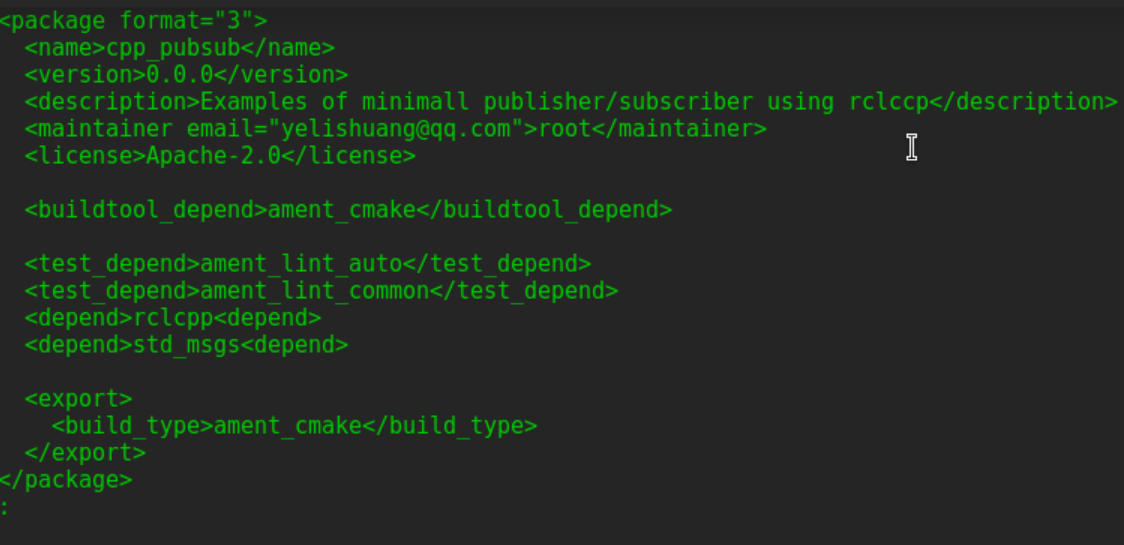 <package format="3">
<name>cpp_pubsub</name>
<version>0.0.0</version>
<description>Examples of minimall publisher/subscriber using rclccp</description>
<maintainer email="yelishuang@qq.com">root</maintainer>
<license>Apache-2.0</license>
<buildtool_depend>ament_cmake</buildtool_depend>
<test_depend>ament_lint_auto</test_depend>
<test_depend>ament_lint_common</test_depend>
<depend>rclcpp<depend>
<depend>std_msgs<depend>
<export>
<build_type>ament_cmake</build_type>
</export>
</package>
: